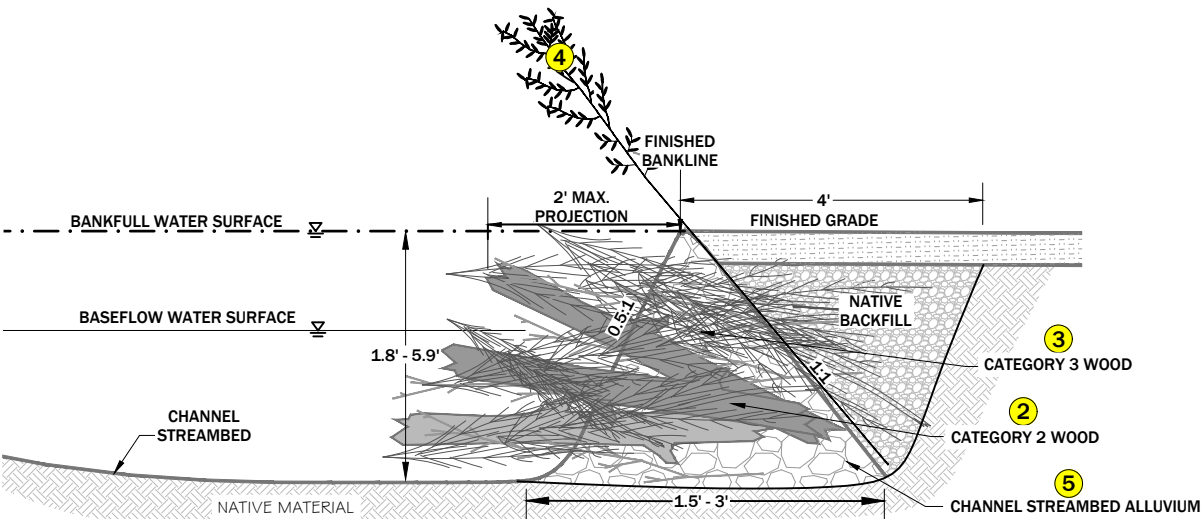 4
FINISHED
BANKLINE
2' MAX.
PROJECTION
4'
BANKFULL WATER SURFACE
FINISHED GRADE
NATIVE
BACKFILL
BASEFLOW WATER SURFACE
0.5:1
3
1.8' - 5.9'
CATEGORY 3 WOOD
1:1
CHANNEL
STREAMBED
2
CATEGORY 2 WOOD
5
1.5' - 3'
CHANNEL STREAMBED ALLUVIUM
NATIVE MATERIAL